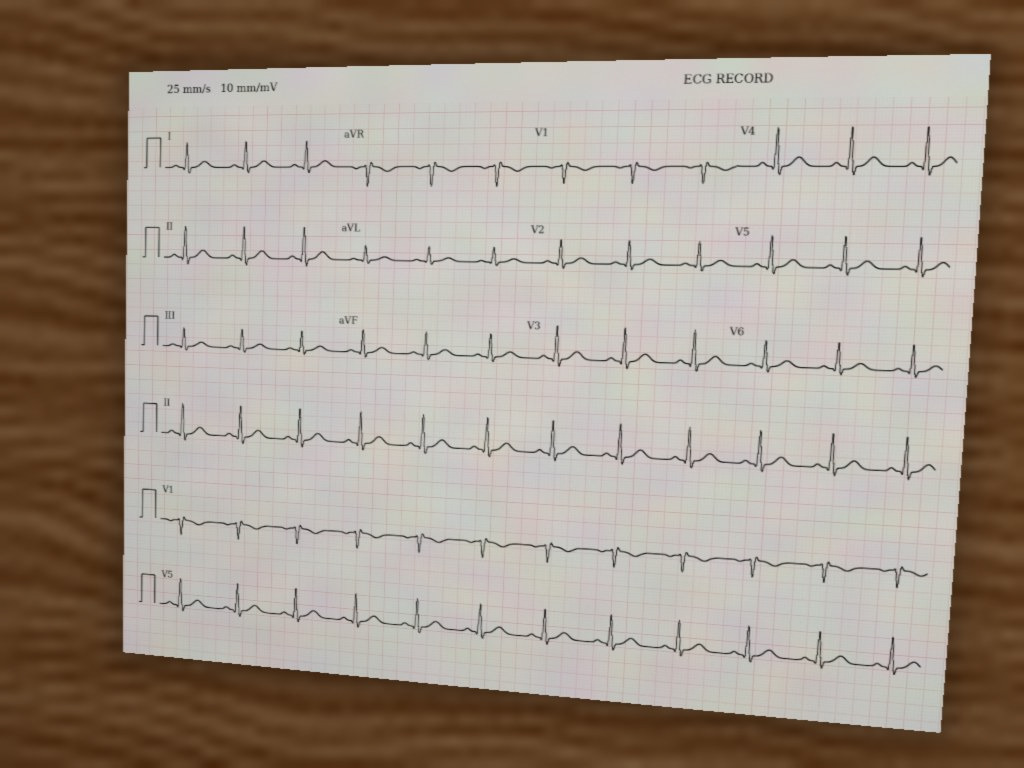 25 mm/s 10 mm/mV ECG RECORD
I aVR V1 V4
II aVL V2 V5
III aVF V3 V6
II
V1
V5